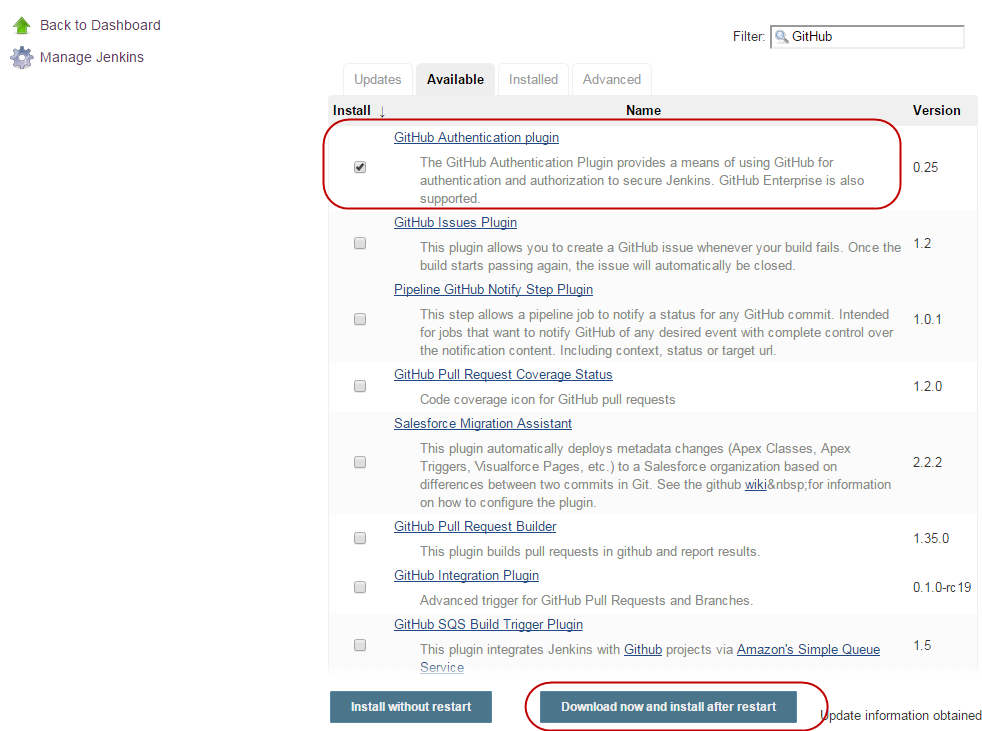 Back to Dashboard
Manage Jenkins
Filter: GitHub
Updates Available Installed Advanced
Install ↓ Name Version
GitHub Authentication plugin
The GitHub Authentication Plugin provides a means of using GitHub for
authentication and authorization to secure Jenkins. GitHub Enterprise is also
supported.
0.25
GitHub Issues Plugin
This plugin allows you to create a GitHub issue whenever your build fails. Once the
build starts passing again, the issue will automatically be closed.
1.2
Pipeline GitHub Notify Step Plugin
This step allows a pipeline job to notify a status for any GitHub commit. Intended
for jobs that want to notify GitHub of any desired event with complete control over
the notification content. Including context, status or target url.
1.0.1
GitHub Pull Request Coverage Status
Code coverage icon for GitHub pull requests
1.2.0
Salesforce Migration Assistant
This plugin automatically deploys metadata changes (Apex Classes, Apex
Triggers, Visualforce Pages, etc.) to a Salesforce organization based on
differences between two commits in Git. See the github wiki&nbsp;for information
on how to configure the plugin.
2.2.2
GitHub Pull Request Builder
This plugin builds pull requests in github and report results.
1.35.0
GitHub Integration Plugin
Advanced trigger for GitHub Pull Requests and Branches.
0.1.0-rc19
GitHub SQS Build Trigger Plugin
This plugin integrates Jenkins with Github projects via Amazon's Simple Queue
Service
1.5
Install without restart
Download now and install after restart
Update information obtained